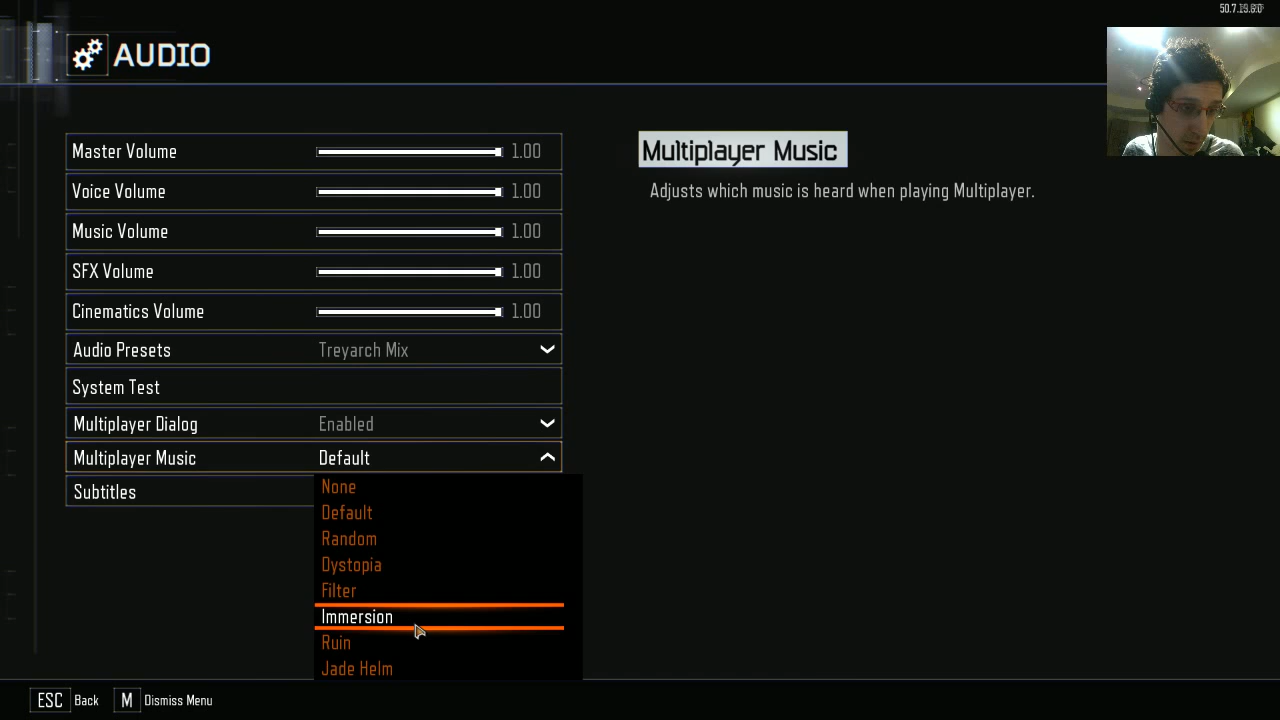 AUDIO
Master Volume 1.00
Voice Volume 1.00
Music Volume 1.00
SFX Volume 1.00
Cinematics Volume 1.00
Audio Presets Treyarch Mix
System Test
Multiplayer Dialog Enabled
Multiplayer Music Default
Subtitles
None
Default
Random
Dystopia
Filter
Immersion
Ruin
Jade Helm
Multiplayer Music
Adjusts which music is heard when playing Multiplayer.
ESC Back M Dismiss Menu